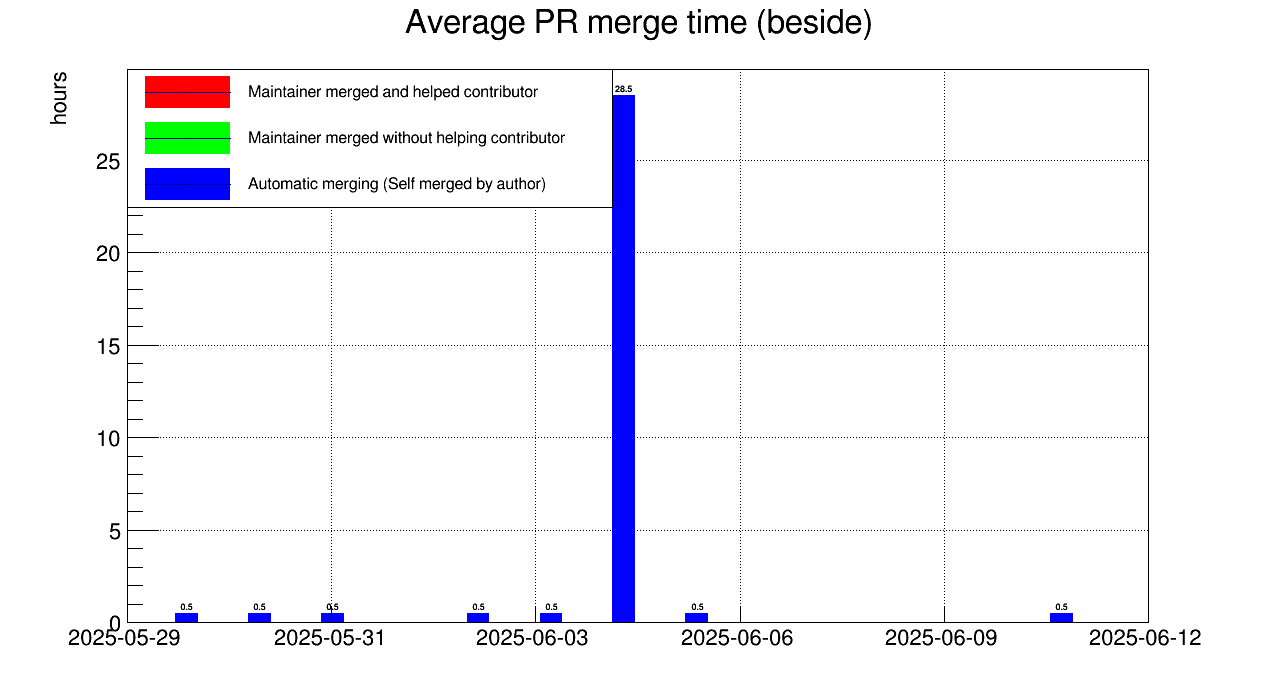 Average PR merge time (beside)
hours
Maintainer merged and helped contributor
Maintainer merged without helping contributor
Automatic merging (Self merged by author)
28.5
25
20
15
10
5
0
0.5 0.5 0.5 0.5 0.5 0.5 0.5
2025-05-29 2025-05-31 2025-06-03 2025-06-06 2025-06-09 2025-06-12